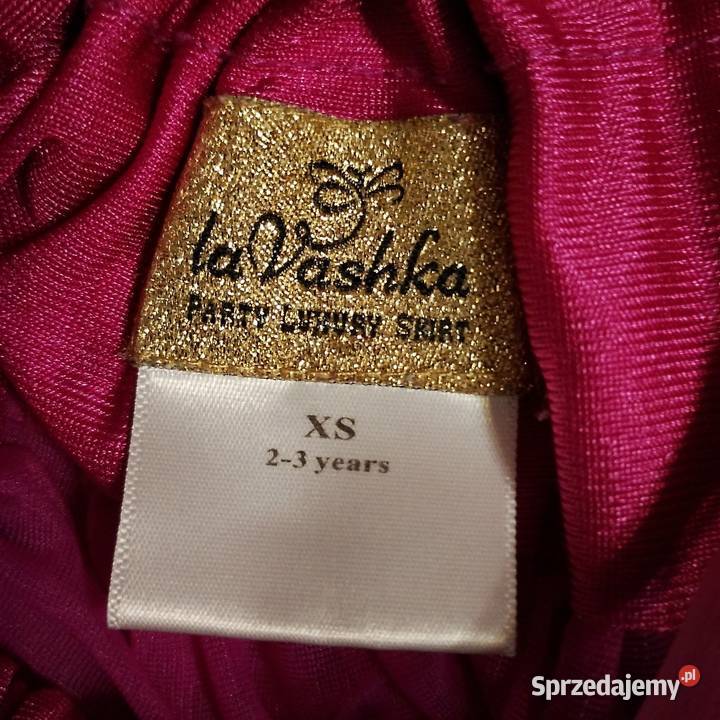 laVashka
PARTY LUXURY SKIRT
XS
2-3 years
Sprzedajemy.pl